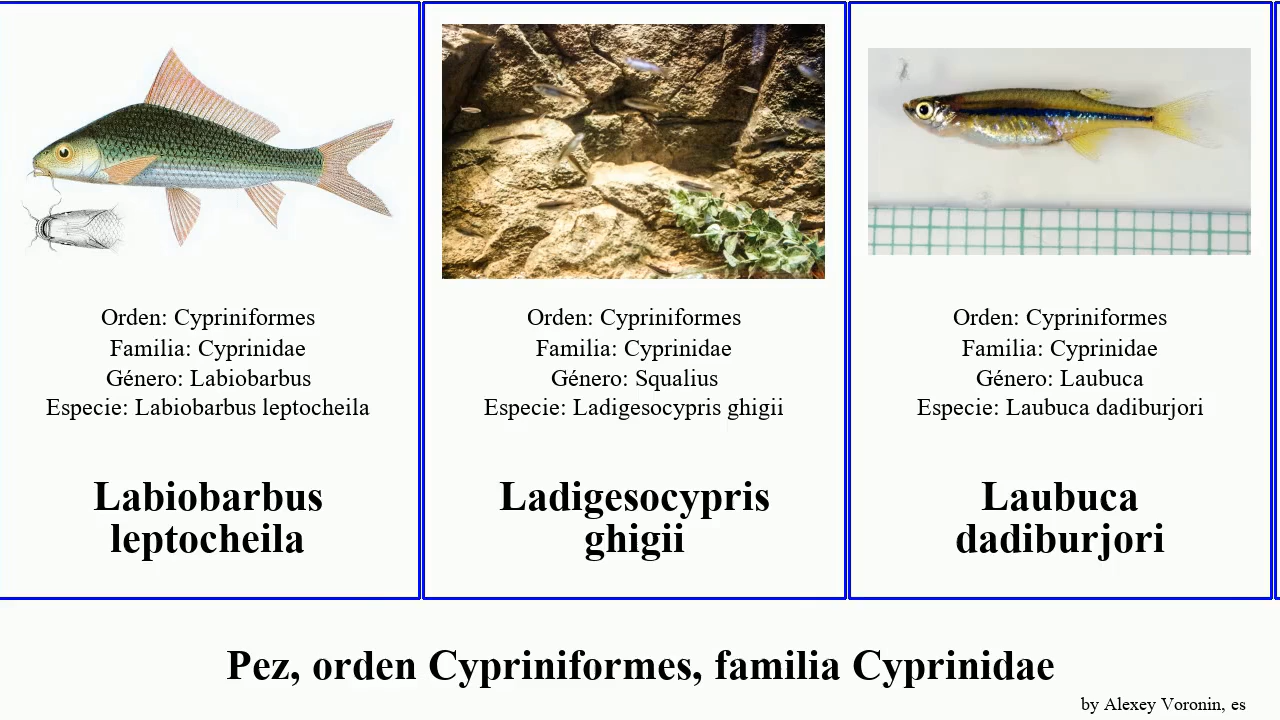 Orden: Cypriniformes
Familia: Cyprinidae
Género: Labiobarbus
Especie: Labiobarbus leptocheila
Labiobarbus
leptocheila
Orden: Cypriniformes
Familia: Cyprinidae
Género: Squalius
Especie: Ladigesocypris ghigii
Ladigesocypris
ghigii
Orden: Cypriniformes
Familia: Cyprinidae
Género: Laubuca
Especie: Laubuca dadiburjori
Laubuca
dadiburjori
Pez, orden Cypriniformes, familia Cyprinidae
by Alexey Voronin, es